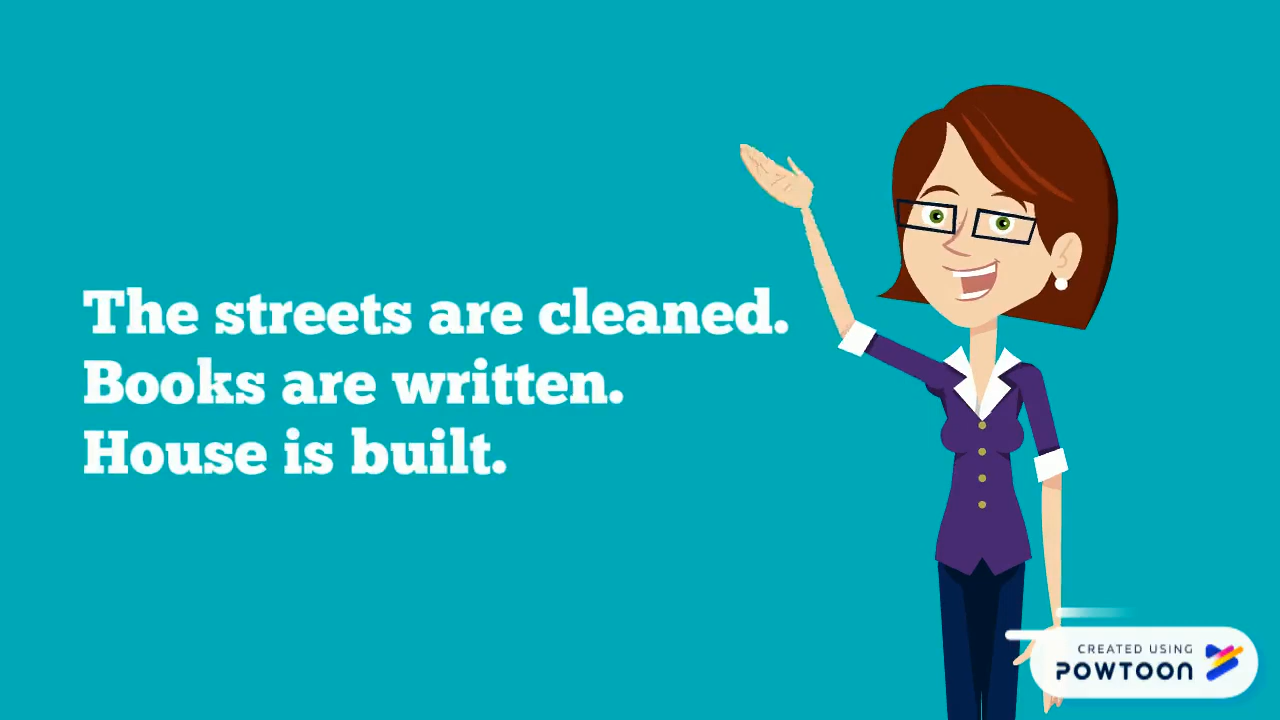 The streets are cleaned.
Books are written.
House is built.
CREATED USING
POWTOON